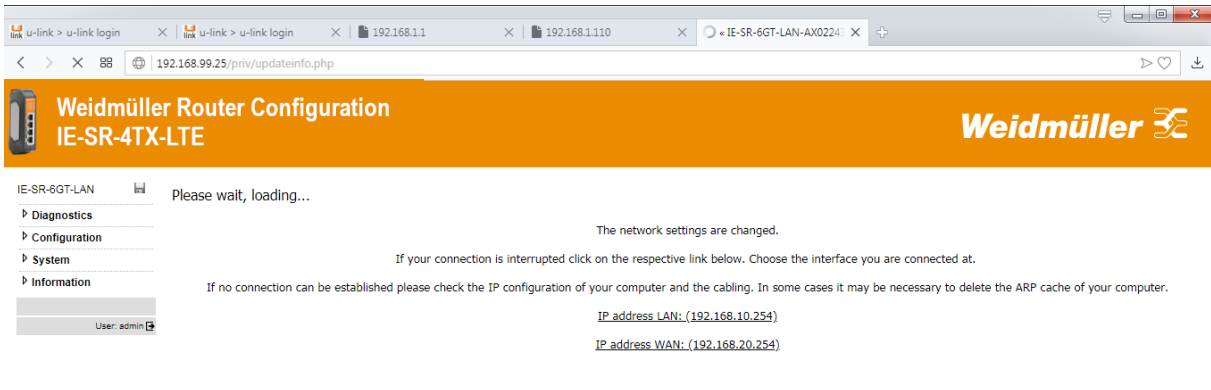 u-link > u-link login
u-link > u-link login
192.168.1.1
192.168.1.110
« IE-SR-6GT-LAN-AX0224
192.168.99.25/priv/updateinfo.php
Weidmüller Router Configuration
IE-SR-4TX-LTE
Weidmüller
IE-SR-6GT-LAN
Diagnostics
Configuration
System
Information
User: admin
Please wait, loading...
The network settings are changed.
If your connection is interrupted click on the respective link below. Choose the interface you are connected at.
If no connection can be established please check the IP configuration of your computer and the cabling. In some cases it may be necessary to delete the ARP cache of your computer.
IP address LAN: (192.168.10.254)
IP address WAN: (192.168.20.254)